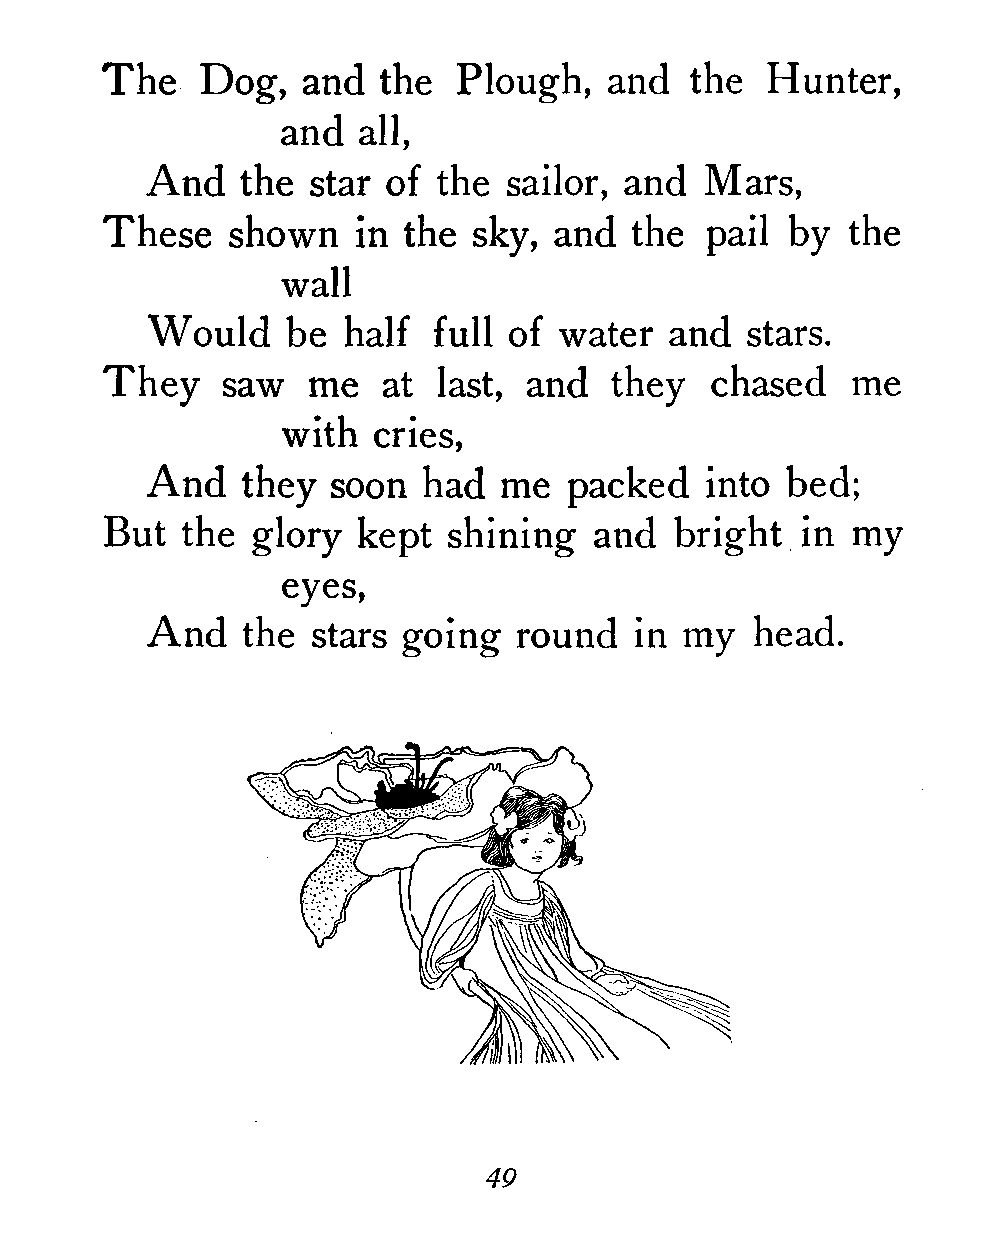 The Dog, and the Plough, and the Hunter,
and all,
And the star of the sailor, and Mars,
These shown in the sky, and the pail by the
wall
Would be half full of water and stars.
They saw me at last, and they chased me
with cries,
And they soon had me packed into bed;
But the glory kept shining and bright in my
eyes,
And the stars going round in my head.
49